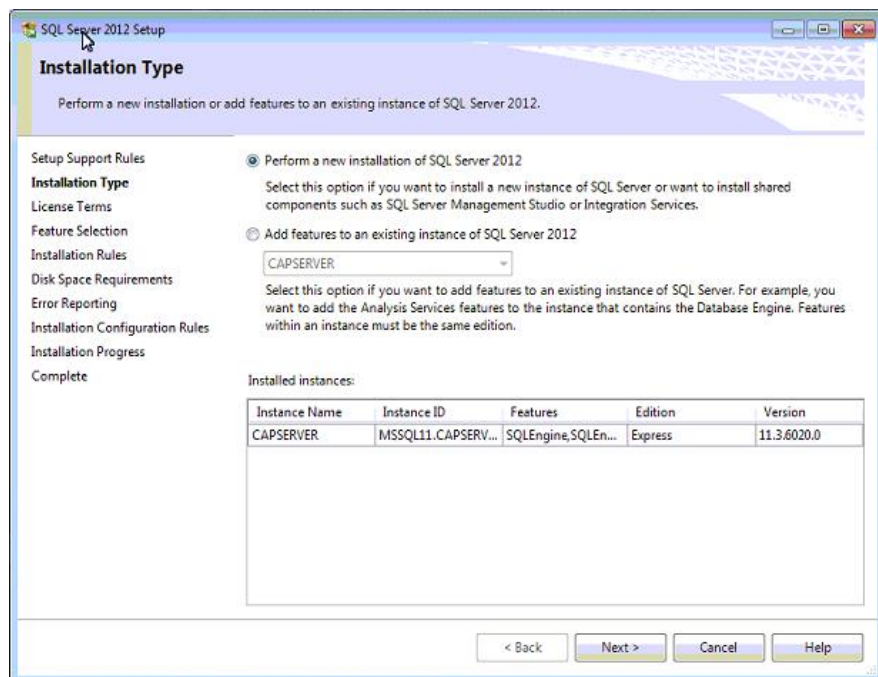 SQL Server 2012 Setup
Installation Type
Perform a new installation or add features to an existing instance of SQL Server 2012.
Setup Support Rules
Installation Type
License Terms
Feature Selection
Installation Rules
Disk Space Requirements
Error Reporting
Installation Configuration Rules
Installation Progress
Complete
Perform a new installation of SQL Server 2012
Select this option if you want to install a new instance of SQL Server or want to install shared
components such as SQL Server Management Studio or Integration Services.
Add features to an existing instance of SQL Server 2012
CAPSERVER
Select this option if you want to add features to an existing instance of SQL Server. For example, you
want to add the Analysis Services features to the instance that contains the Database Engine. Features
within an instance must be the same edition.
Installed instances:
Instance Name Instance ID Features Edition Version
CAPSERVER MSSQL11.CAPSERV... SQLEngine,SQLEn... Express 11.3.6020.0
< Back Next > Cancel Help